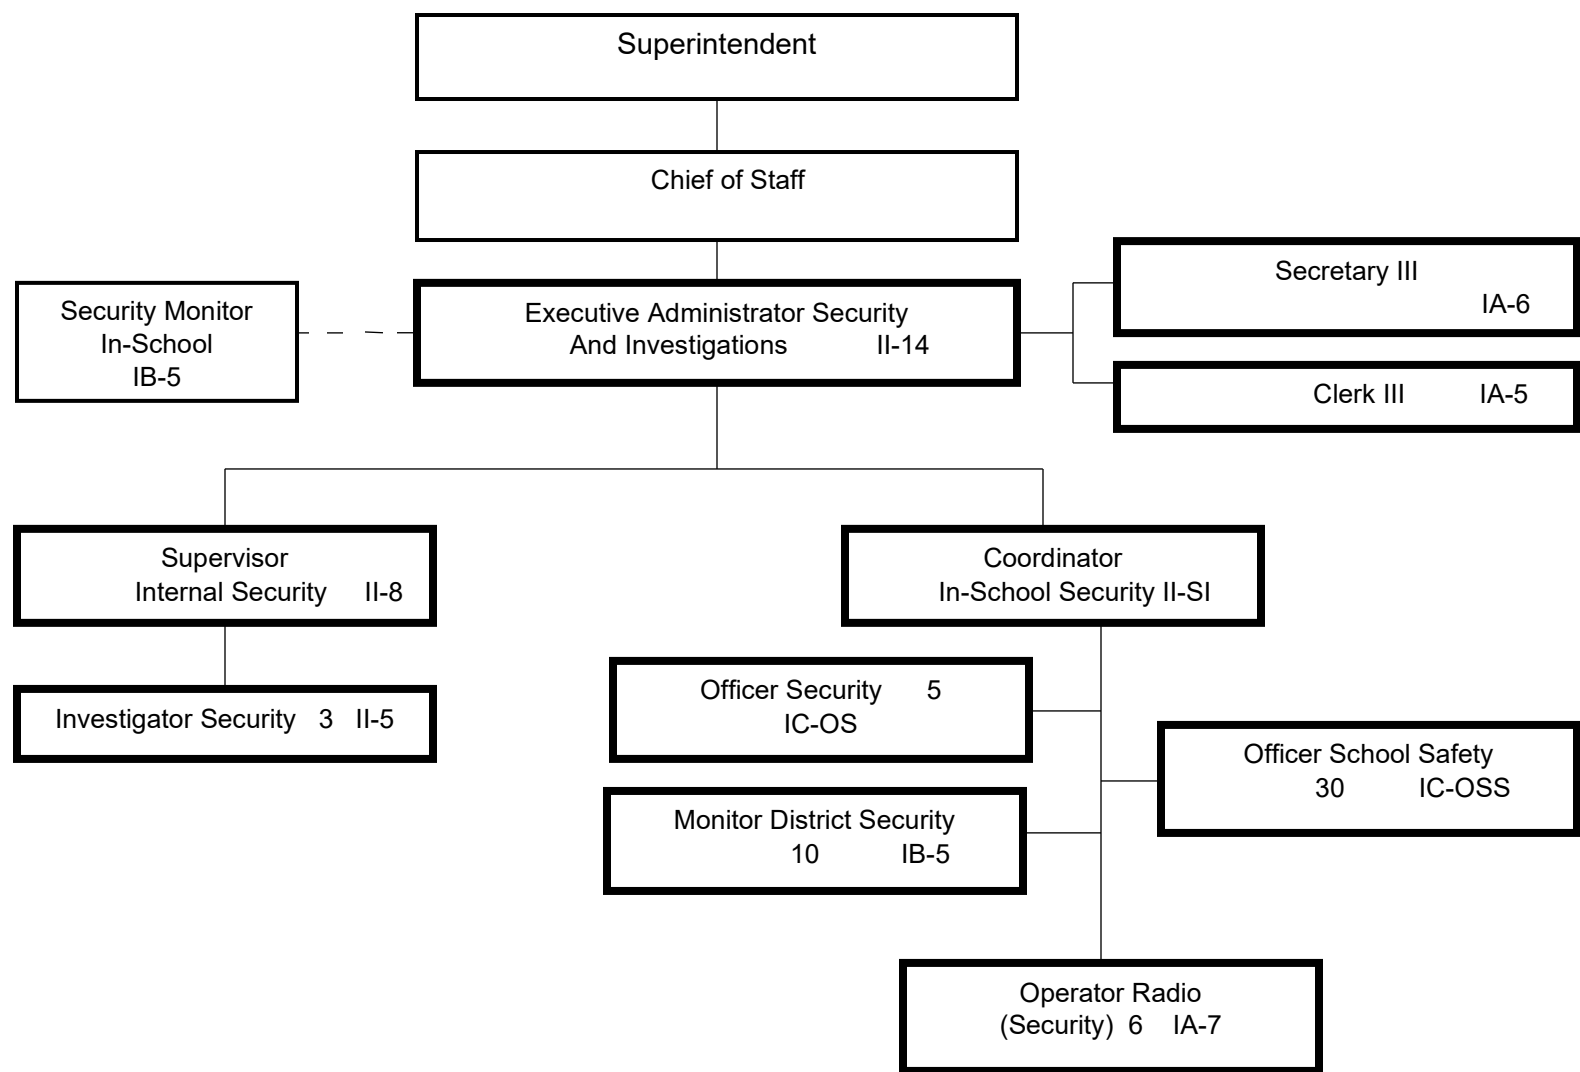 Superintendent
Chief of Staff
Security Monitor
In-School
IB-5
Executive Administrator Security
And Investigations II-14
Secretary III
IA-6
Clerk III IA-5
Supervisor
Internal Security II-8
Coordinator
In-School Security II-SI
Investigator Security 3 II-5
Officer Security 5
IC-OS
Officer School Safety
30 IC-OSS
Monitor District Security
10 IB-5
Operator Radio
(Security) 6 IA-7